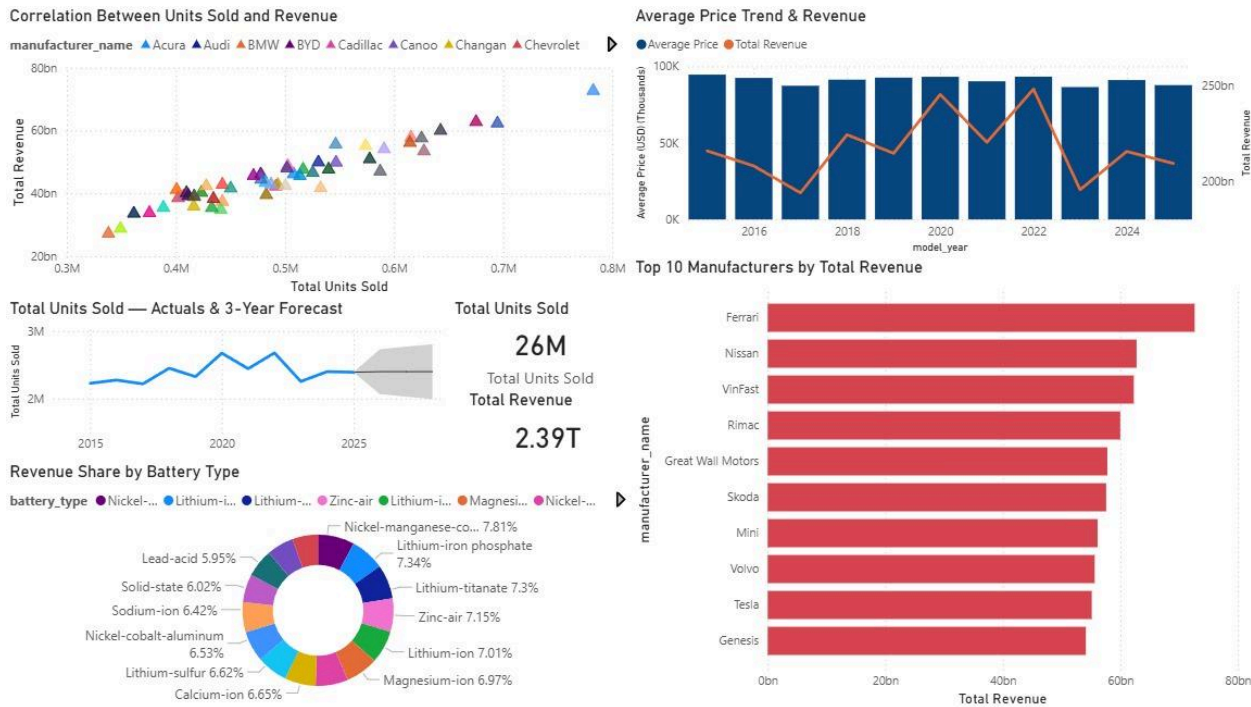 Correlation Between Units Sold and Revenue
manufacturer_name Acura Audi BMW BYD Cadillac Canoo Changan Chevrolet
80bn
60bn
40bn
20bn
Total Revenue
0.3M 0.4M 0.5M 0.6M 0.7M 0.8M
Total Units Sold
Average Price Trend & Revenue
Average Price Total Revenue
100K
50K
0K
Average Price (USD) (Thousands)
250bn
200bn
Total Revenue
2016 2018 2020 2022 2024
model_year
Total Units Sold — Actuals & 3-Year Forecast
3M
2M
Total Units Sold
2015 2020 2025
Total Units Sold
26M
Total Units Sold
Total Revenue
2.39T
Top 10 Manufacturers by Total Revenue
manufacturer_name
Ferrari
Nissan
VinFast
Rimac
Great Wall Motors
Skoda
Mini
Volvo
Tesla
Genesis
0bn 20bn 40bn 60bn 80bn
Total Revenue
Revenue Share by Battery Type
battery_type Nickel-... Lithium-i... Lithium-... Zinc-air Lithium-i... Magnesi... Nickel-...
Nickel-manganese-co... 7.81%
Lithium-iron phosphate
7.34%
Lithium-titanate 7.3%
Zinc-air 7.15%
Lithium-ion 7.01%
Magnesium-ion 6.97%
Calcium-ion 6.65%
Lithium-sulfur 6.62%
Nickel-cobalt-aluminum
6.53%
Sodium-ion 6.42%
Solid-state 6.02%
Lead-acid 5.95%